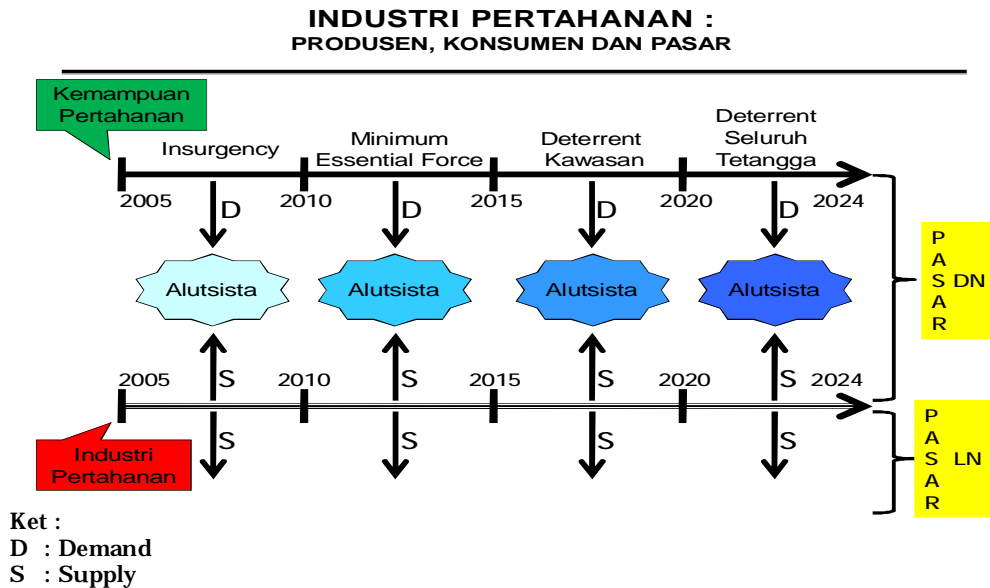 INDUSTRI PERTAHANAN :
PRODUSEN, KONSUMEN DAN PASAR
Kemampuan
Pertahanan
Insurgency
Minimum
Essential Force
Deterrent
Kawasan
Deterrent
Seluruh
Tetangga
2005
2010
2015
2020
2024
D
D
D
D
Alutsista
Alutsista
Alutsista
Alutsista
PASAR DN
S
S
S
S
2005
2010
2015
2020
2024
S
S
S
S
Industri
Pertahanan
PASAR LN
Ket :
D : Demand
S : Supply